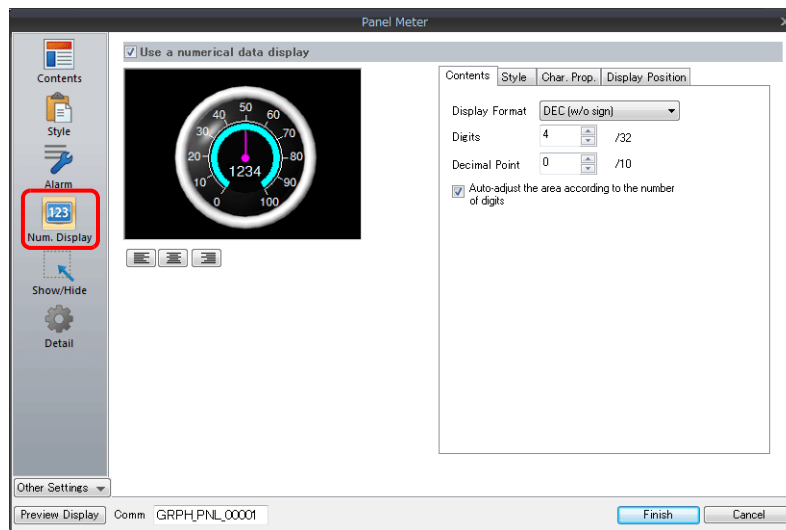 Panel Meter
Contents
Style
Alarm
123
Num. Display
Show/Hide
Detail
Other Settings
Use a numerical data display
40 50 60
30 70
20 80
10 90
0 100
1234
Contents Style Char. Prop. Display Position
Display Format DEC (w/o sign)
Digits 4 /32
Decimal Point 0 /10
Auto-adjust the area according to the number
of digits
Preview Display Comm GRPH_PNL_00001 Finish Cancel